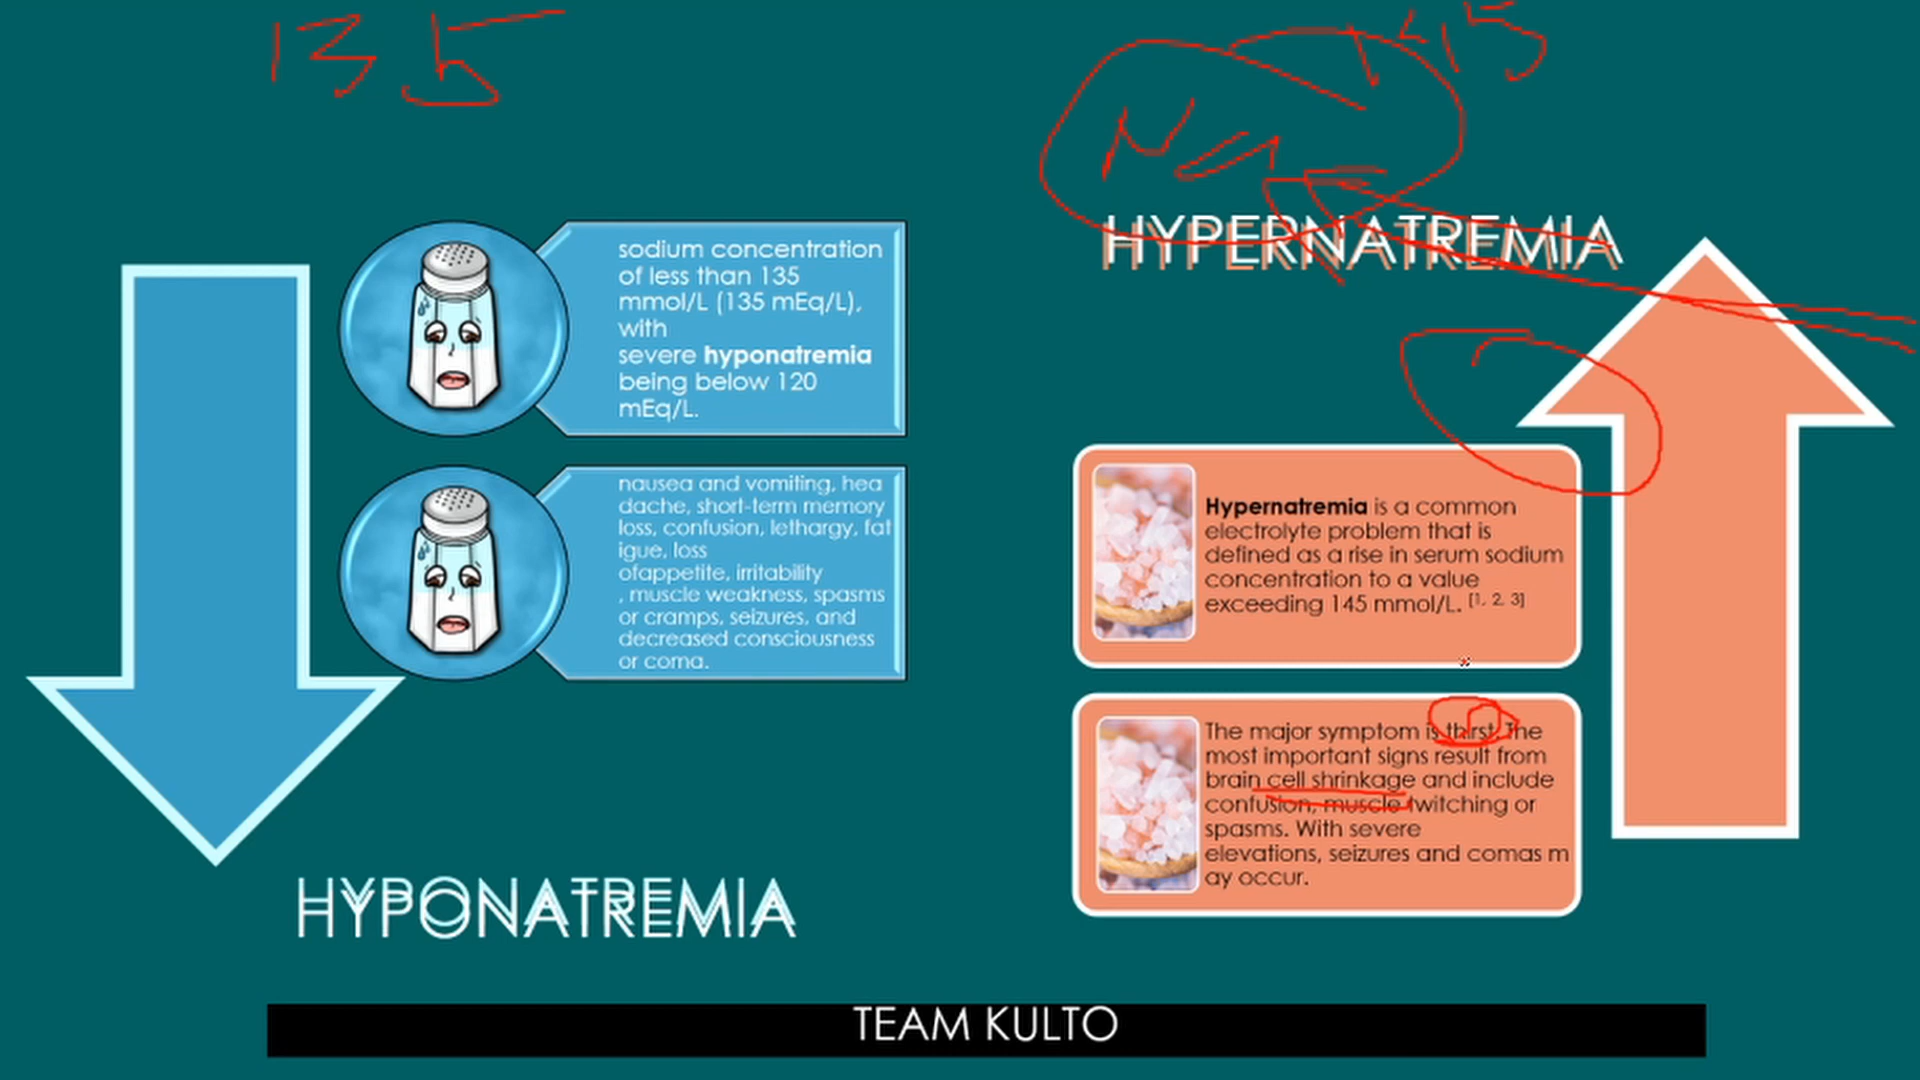 135
145
Na
HYPERNATREMIA
sodium concentration
of less than 135
mmol/L (135 mEq/L),
with
severe hyponatremia
being below 120
mEq/L.
nausea and vomiting, hea
dache, short-term memory
loss, confusion, lethargy, fat
igue, loss
ofappetite, irritability
, muscle weakness, spasms
or cramps, seizures, and
decreased consciousness
or coma.
Hypernatremia is a common
electrolyte problem that is
defined as a rise in serum sodium
concentration to a value
exceeding 145 mmol/L. [1, 2, 3]
The major symptom is thirst. The
most important signs result from
brain cell shrinkage and include
confusion, muscle twitching or
spasms. With severe
elevations, seizures and comas m
ay occur.
HYPONATREMIA
TEAM KULTO